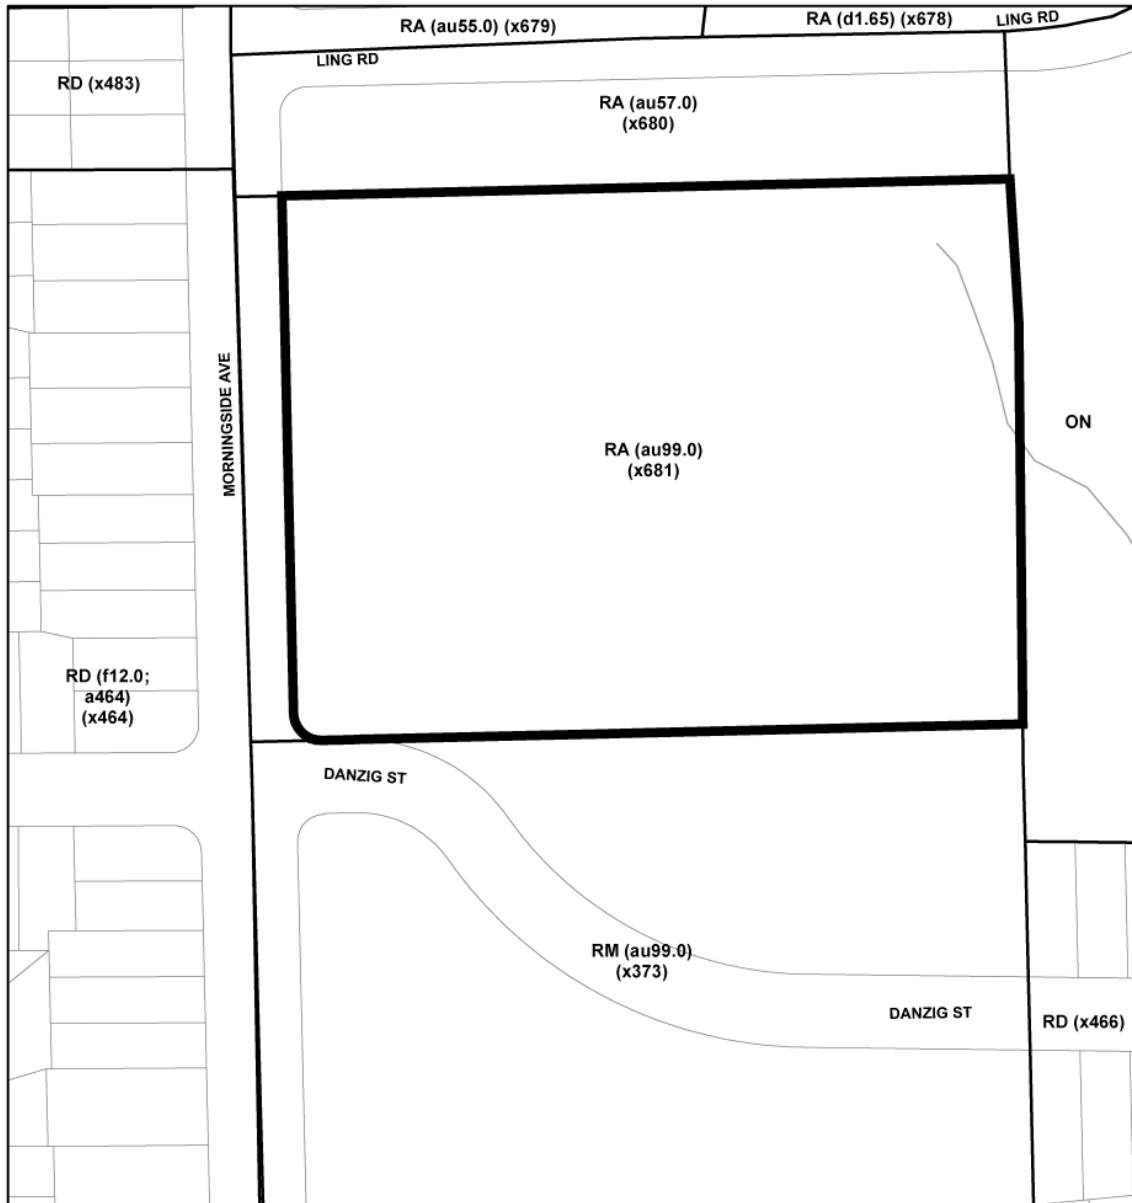 RA (au55.0) (x679)
RA (d1.65) (x678)
LING RD
LING RD
RD (x483)
RA (au57.0)
(x680)
MORNINGSIDE AVE
ON
RA (au99.0)
(x681)
RD (f12.0;
a464)
(x464)
DANZIG ST
RM (au99.0)
(x373)
DANZIG ST
RD (x466)